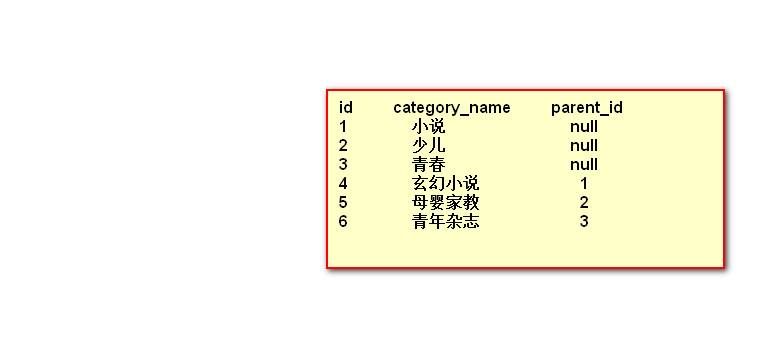 id category_name parent_id
1 小说 null
2 少儿 null
3 青春 null
4 玄幻小说 1
5 母婴家教 2
6 青年杂志 3